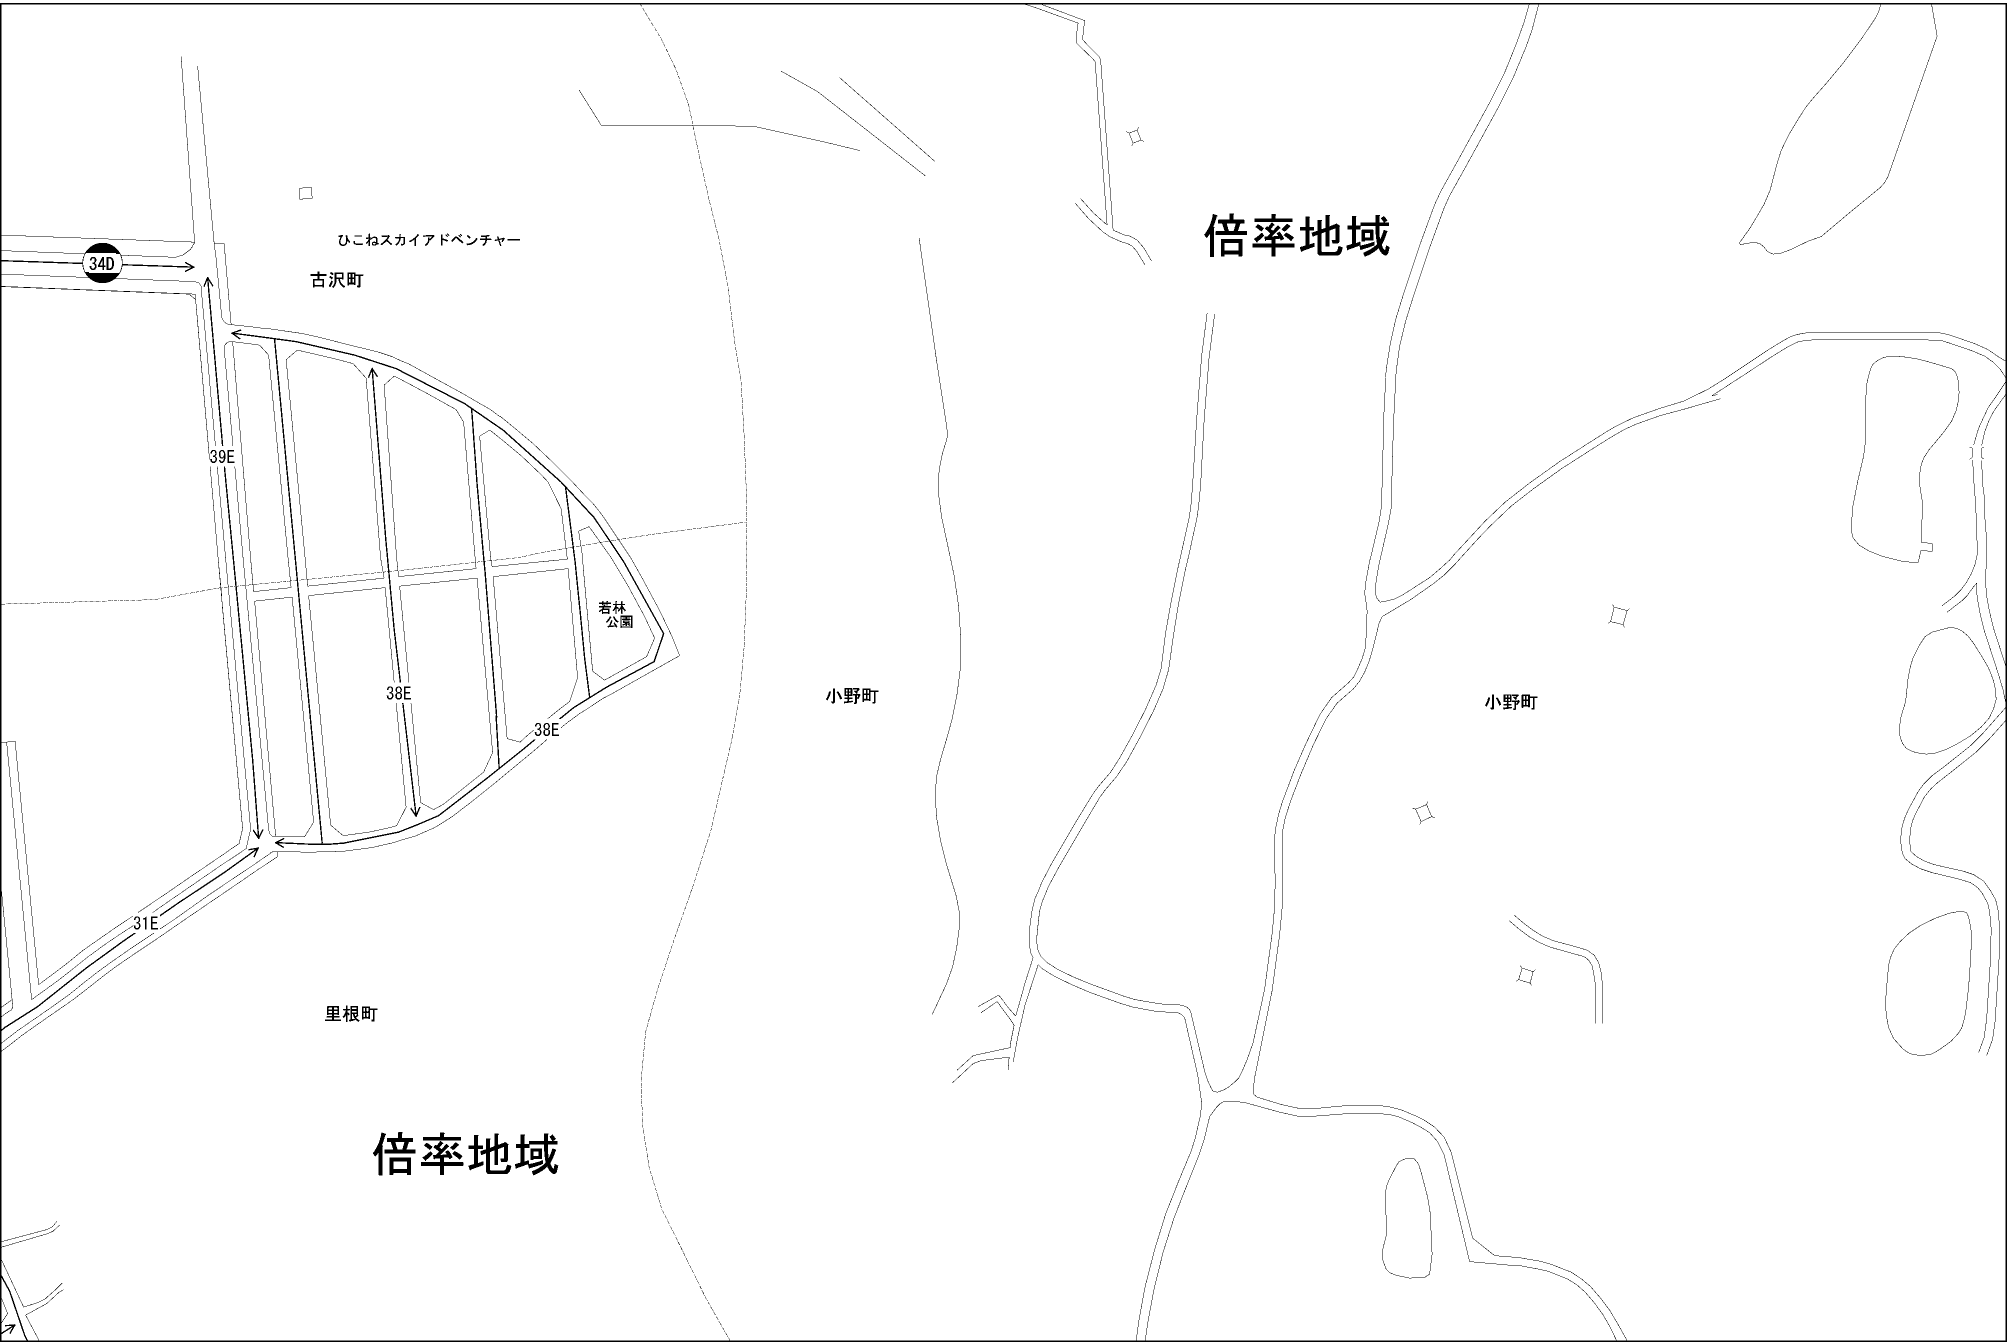 倍率地域
ひこねスカイアドベンチャー
34D
古沢町
39E
若林
公園
38E
小野町
小野町
38E
31E
里根町
倍率地域